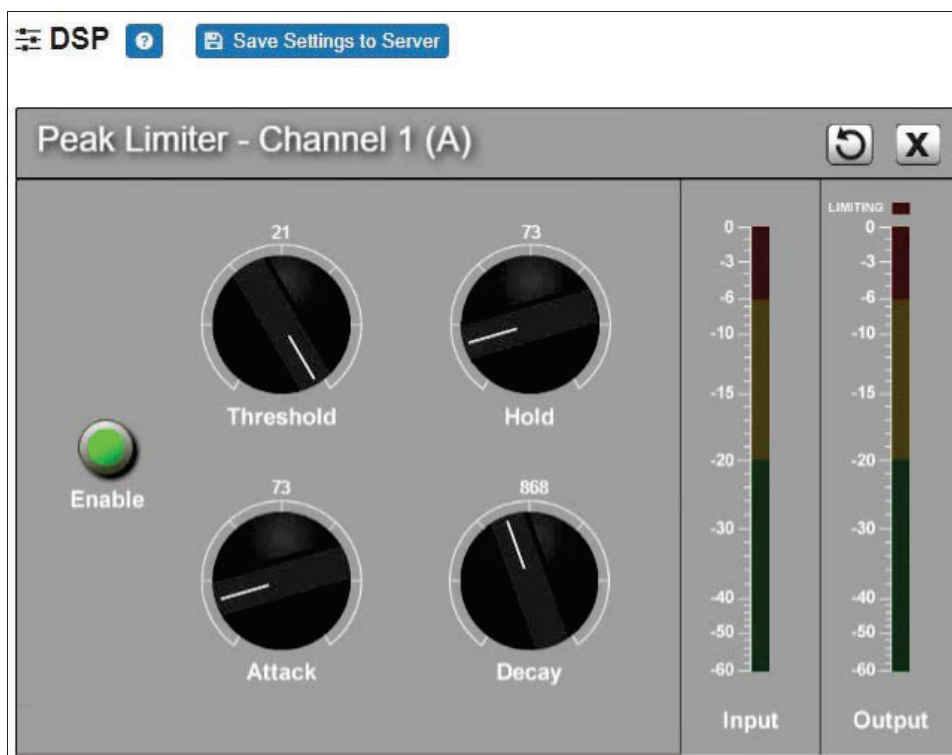 DSP ? Save Settings to Server
Peak Limiter - Channel 1 (A) X
21
Threshold
73
Hold
Enable
73
Attack
868
Decay
0
-3
-6
-10
-15
-20
-30
-40
-50
-60
Input
LIMITING
0
-3
-6
-10
-15
-20
-30
-40
-50
-60
Output